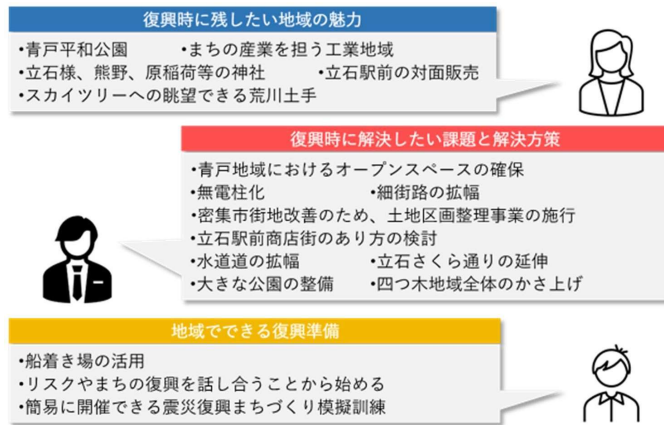 復興時に残したい地域の魅力
•青戸平和公園 •まちの産業を担う工業地域
•立石様、熊野、原稲荷等の神社 •立石駅前の対面販売
•スカイツリーへの眺望できる荒川土手
復興時に解決したい課題と解決方策
•青戸地域におけるオープンスペースの確保
•無電柱化 •細街路の拡幅
•密集市街地改善のため、土地区画整理事業の施行
•立石駅前商店街のあり方の検討
•水道道の拡幅 •立石さくら通りの延伸
•大きな公園の整備 •四つ木地域全体のかさ上げ
地域でできる復興準備
•船着き場の活用
•リスクやまちの復興を話し合うことから始める
•簡易に開催できる震災復興まちづくり模擬訓練